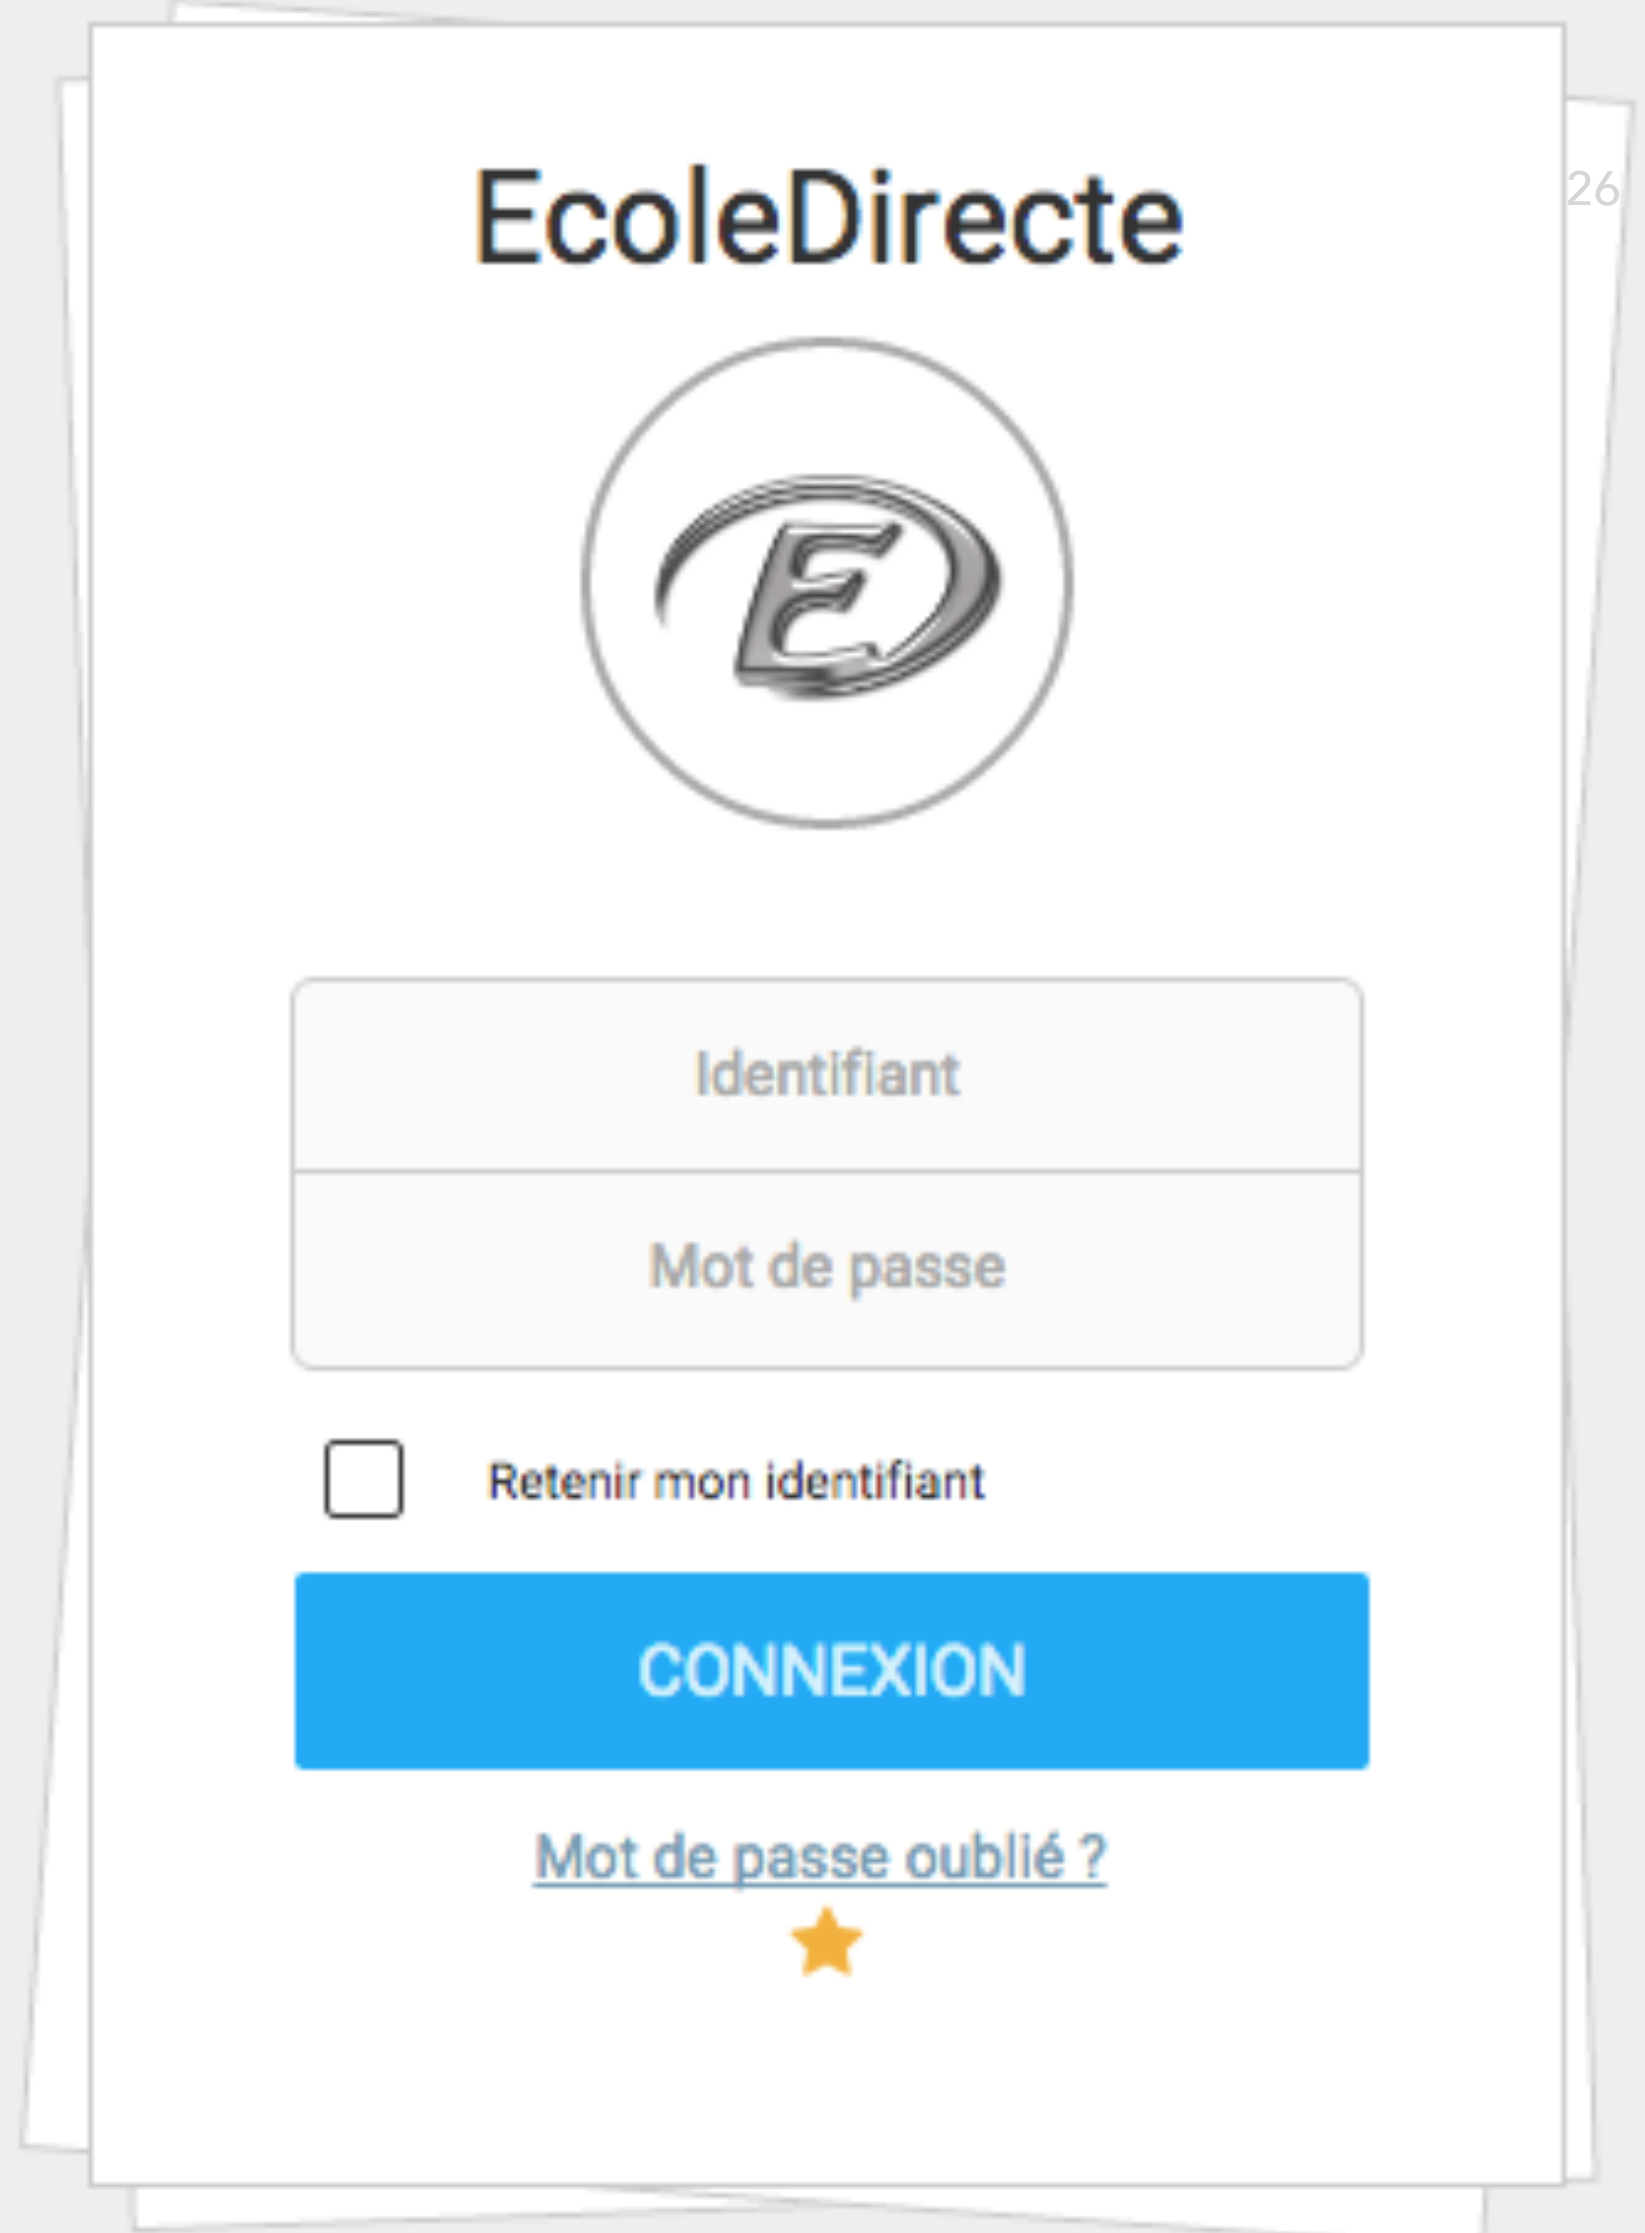 EcoleDirecte
26
E
Identifiant
Mot de passe
Retenir mon identifiant
CONNEXION
Mot de passe oublié ?